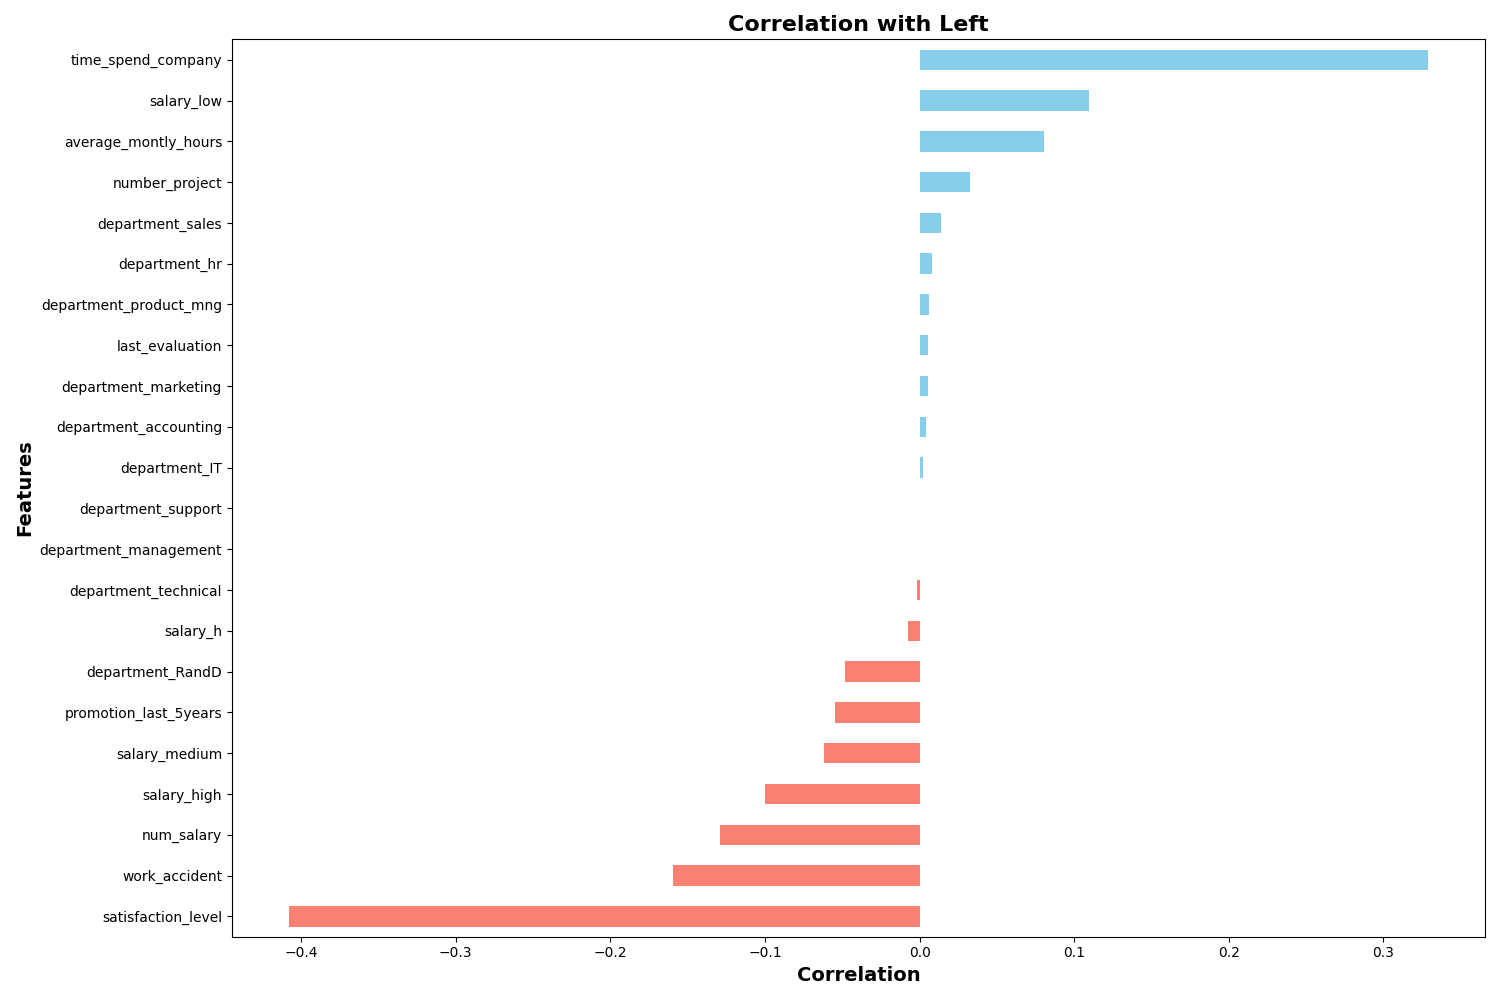 Correlation with Left
time_spend_company
salary_low
average_montly_hours
number_project
department_sales
department_hr
department_product_mng
last_evaluation
department_marketing
department_accounting
department_IT
department_support
department_management
department_technical
salary_h
department_RandD
promotion_last_5years
salary_medium
salary_high
num_salary
work_accident
satisfaction_level
Features
−0.4 −0.3 −0.2 −0.1 0.0 0.1 0.2 0.3
Correlation